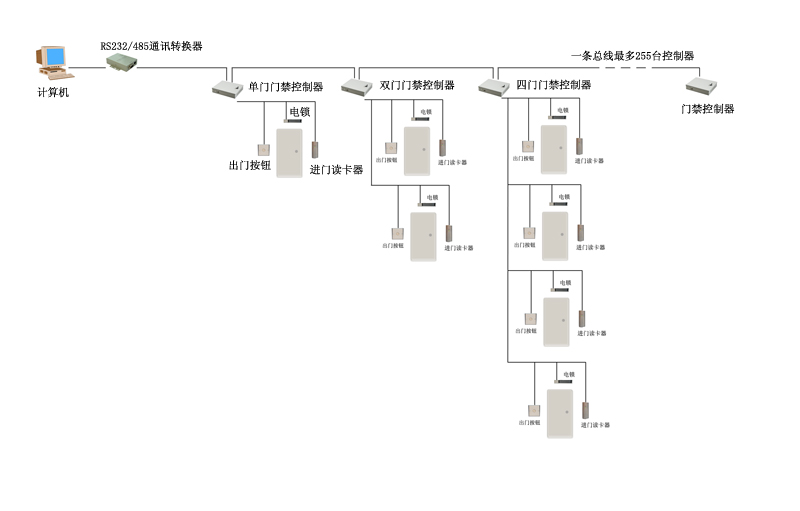 RS232/485通讯转换器
一条总线最多255台控制器
计算机
单门门禁控制器
双门门禁控制器
四门门禁控制器
门禁控制器
电锁
出门按钮
进门读卡器
电锁
出门按钮
进门读卡器
电锁
出门按钮
进门读卡器
电锁
出门按钮
进门读卡器
电锁
出门按钮
进门读卡器
电锁
出门按钮
进门读卡器
电锁
出门按钮
进门读卡器